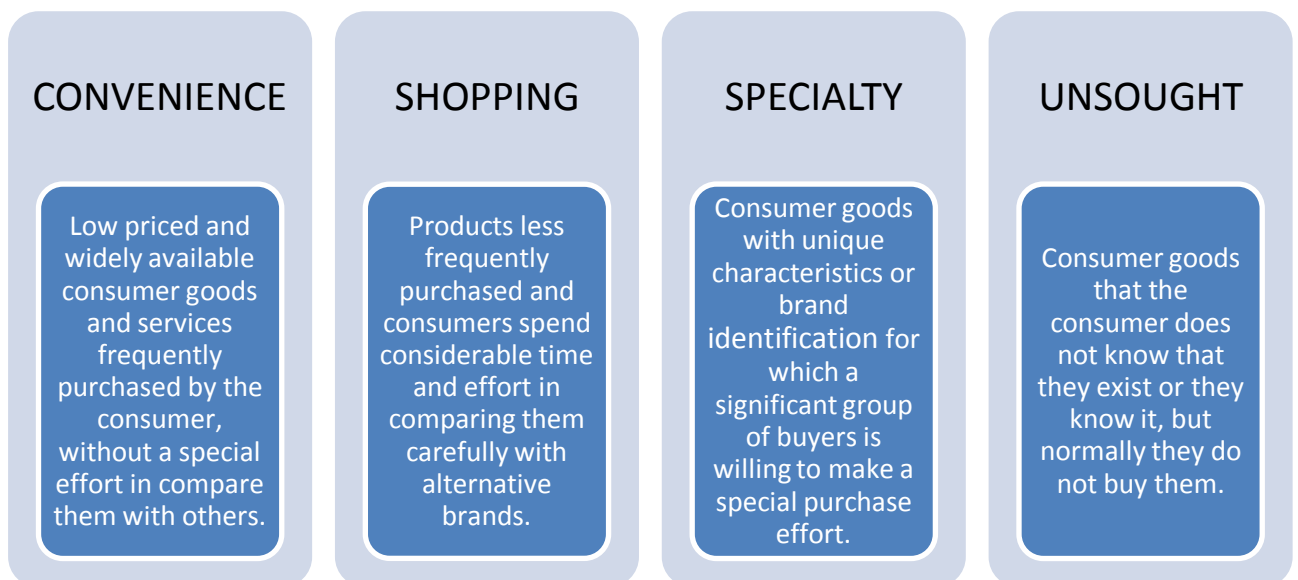 CONVENIENCE
Low priced and
widely available
consumer goods
and services
frequently
purchased by the
consumer,
without a special
effort in compare
them with others.
SHOPPING
Products less
frequently
purchased and
consumers spend
considerable time
and effort in
comparing them
carefully with
alternative
brands.
SPECIALTY
Consumer goods
with unique
characteristics or
brand
identification for
which a
significant group
of buyers is
willing to make a
special purchase
effort.
UNSOUGHT
Consumer goods
that the
consumer does
not know that
they exist or they
know it, but
normally they do
not buy them.